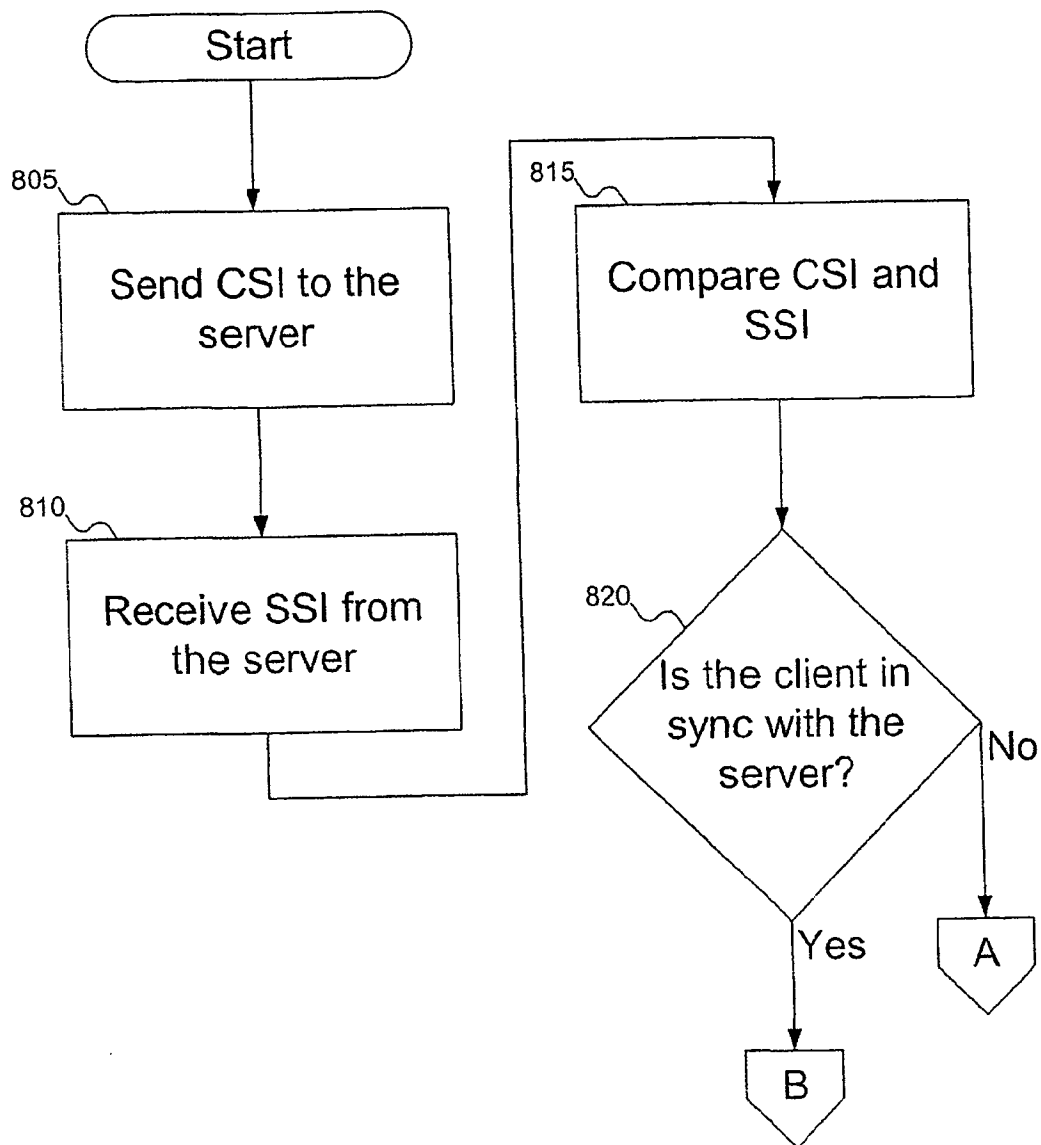 Start
805
Send CSI to the
server
810
Receive SSI from
the server
815
Compare CSI and
SSI
820
Is the client in
sync with the
server?
No
Yes
A
B